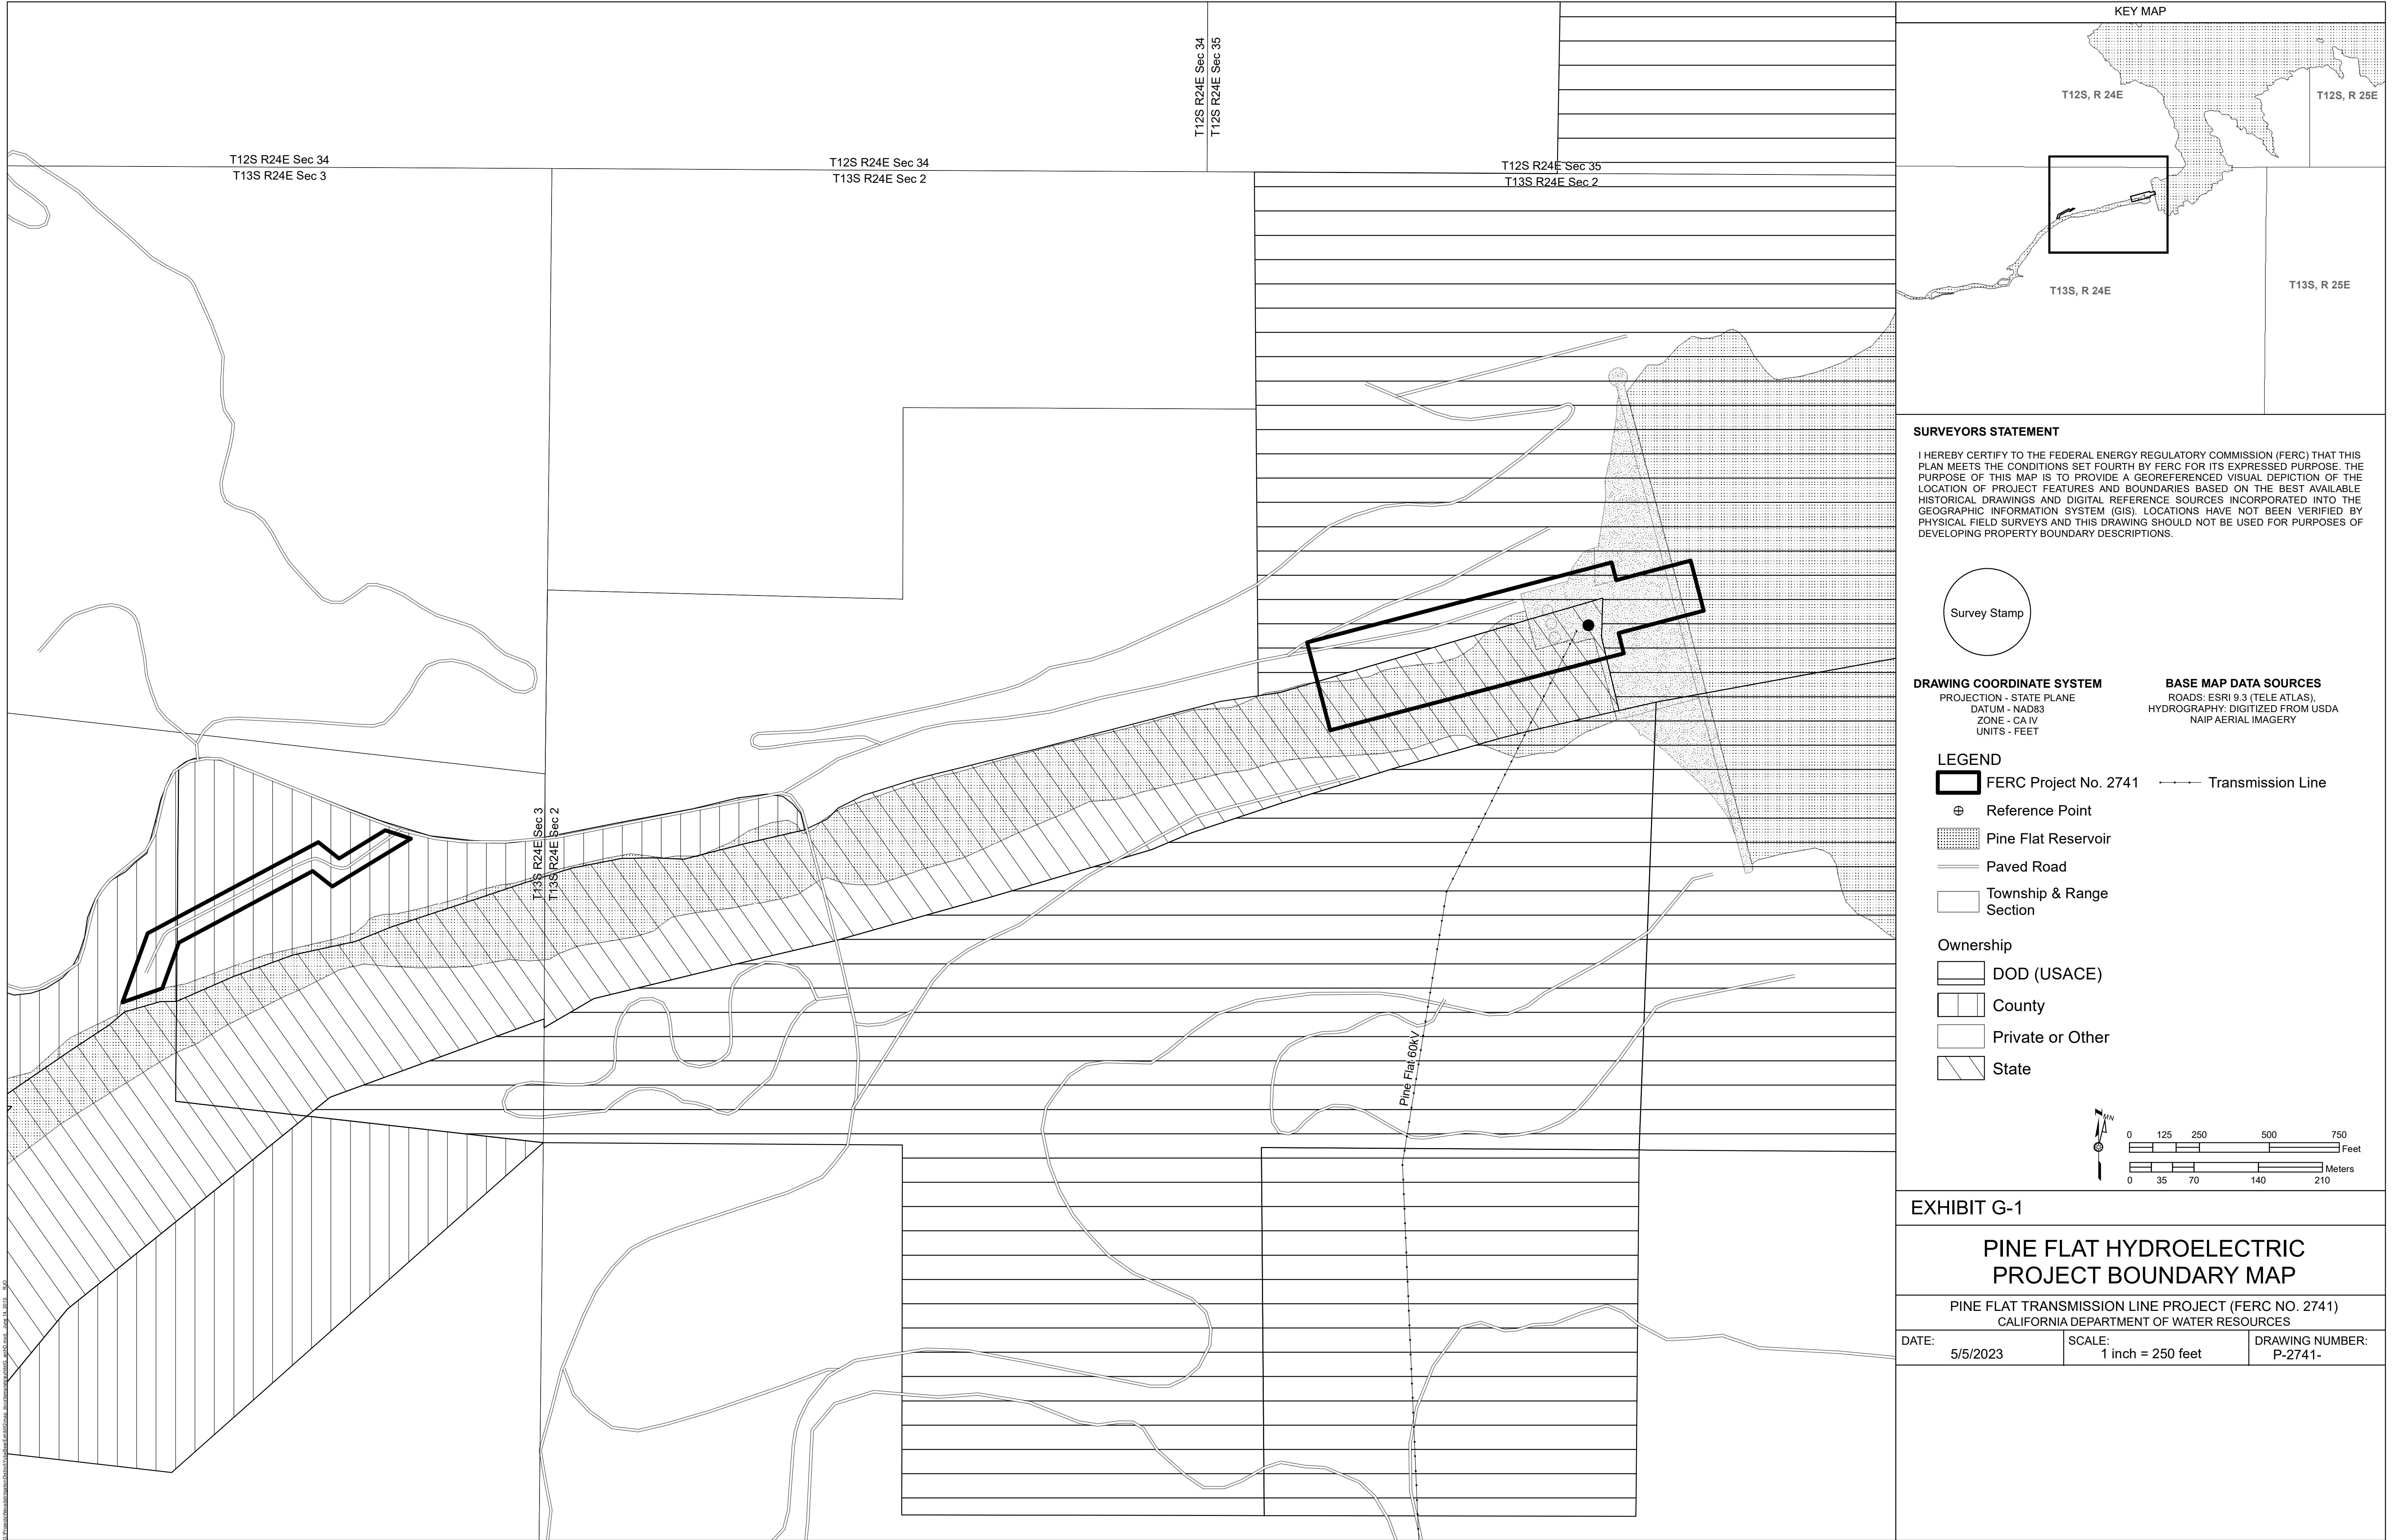 T12S R24E Sec 34
T12S R24E Sec 35
T12S R24E Sec 34
T13S R24E Sec 3
T12S R24E Sec 34
T13S R24E Sec 2
T12S R24E Sec 35
T13S R24E Sec 2
T13S R24E Sec 3
T13S R24E Sec 2
Pine Flat 60kV
KEY MAP
T12S, R 24E
T12S, R 25E
T13S, R 24E
T13S, R 25E
SURVEYORS STATEMENT
I HEREBY CERTIFY TO THE FEDERAL ENERGY REGULATORY COMMISSION (FERC) THAT THIS
PLAN MEETS THE CONDITIONS SET FOURTH BY FERC FOR ITS EXPRESSED PURPOSE. THE
PURPOSE OF THIS MAP IS TO PROVIDE A GEOREFERENCED VISUAL DEPICTION OF THE
LOCATION OF PROJECT FEATURES AND BOUNDARIES BASED ON THE BEST AVAILABLE
HISTORICAL DRAWINGS AND DIGITAL REFERENCE SOURCES INCORPORATED INTO THE
GEOGRAPHIC INFORMATION SYSTEM (GIS). LOCATIONS HAVE NOT BEEN VERIFIED BY
PHYSICAL FIELD SURVEYS AND THIS DRAWING SHOULD NOT BE USED FOR PURPOSES OF
DEVELOPING PROPERTY BOUNDARY DESCRIPTIONS.
Survey Stamp
DRAWING COORDINATE SYSTEM
PROJECTION - STATE PLANE
DATUM - NAD83
ZONE - CA IV
UNITS - FEET
BASE MAP DATA SOURCES
ROADS: ESRI 9.3 (TELE ATLAS),
HYDROGRAPHY: DIGITIZED FROM USDA
NAIP AERIAL IMAGERY
LEGEND
FERC Project No. 2741
Transmission Line
Reference Point
Pine Flat Reservoir
Paved Road
Township & Range
Section
Ownership
DOD (USACE)
County
Private or Other
State
N
MN
0 125 250 500 750
Feet
Meters
0 35 70 140 210
EXHIBIT G-1
PINE FLAT HYDROELECTRIC
PROJECT BOUNDARY MAP
PINE FLAT TRANSMISSION LINE PROJECT (FERC NO. 2741)
CALIFORNIA DEPARTMENT OF WATER RESOURCES
DATE:
5/5/2023
SCALE:
1 inch = 250 feet
DRAWING NUMBER:
P-2741-